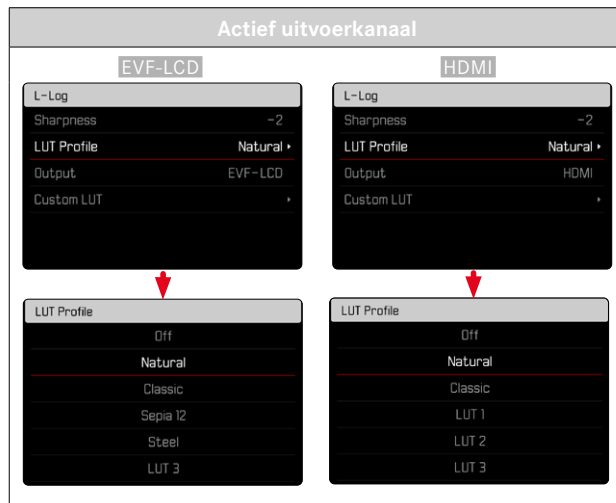 Actief uitvoerkanaal
EVF-LCD
L-Log
Sharpness -2
LUT Profile Natural
Output EVF-LCD
Custom LUT
LUT Profile
Off
Natural
Classic
Sepia 12
Steel
LUT 3
HDMI
L-Log
Sharpness -2
LUT Profile Natural
Output HDMI
Custom LUT
LUT Profile
Off
Natural
Classic
LUT 1
LUT 2
LUT 3